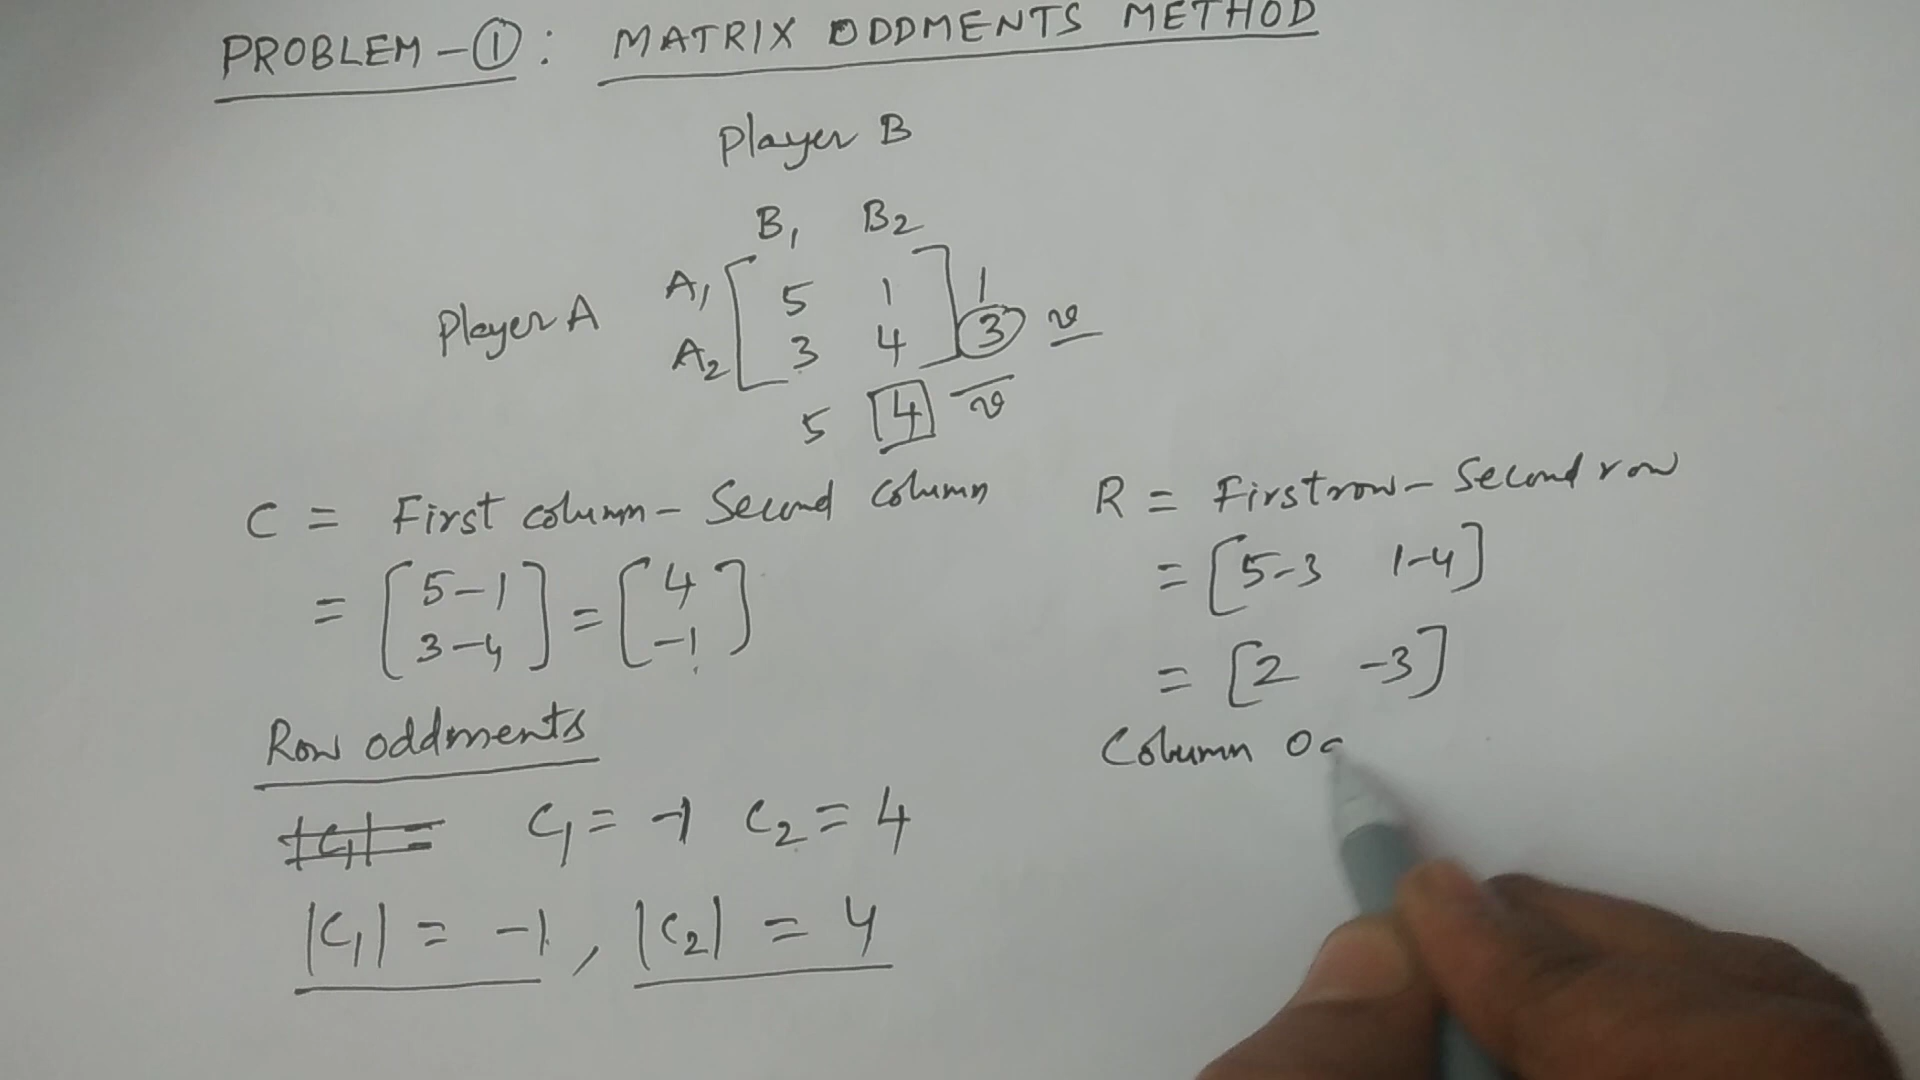 PROBLEM - ① : MATRIX ODDMENTS METHOD
Player B
B₁ B₂
Player A A₁ [ 5 1 ] 1
A₂ [ 3 4 ] ③ v
5 4 v
C = First column - Second column
= [ 5-1 3-4 ] = [ 4 -1 ]
Row oddments
|C₁| = C₁ = -1 C₂ = 4
|C₁| = -1 , |C₂| = 4
R = First row - Second row
= [5-3 1-4]
= [2 -3]
Column